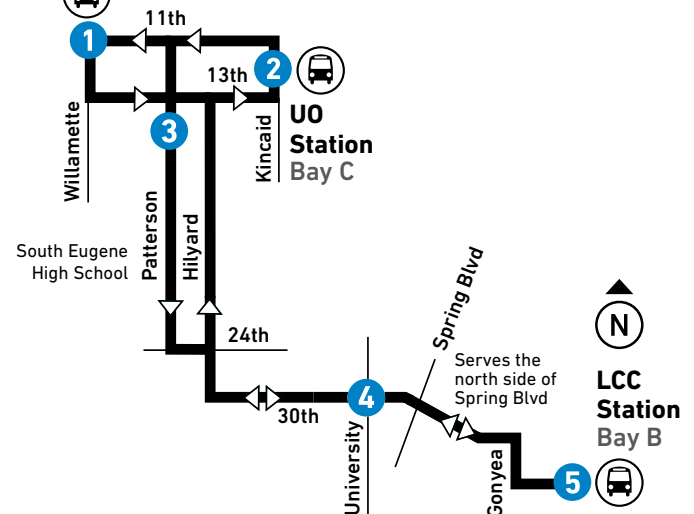 11th
1
2
13th
UO
Station
Bay C
3
Willamette
Kincaid
Patterson
Hilyard
South Eugene
High School
24th
Spring Blvd
N
Serves the
north side of
Spring Blvd
LCC
Station
Bay B
4
30th
University
Gonyea
5